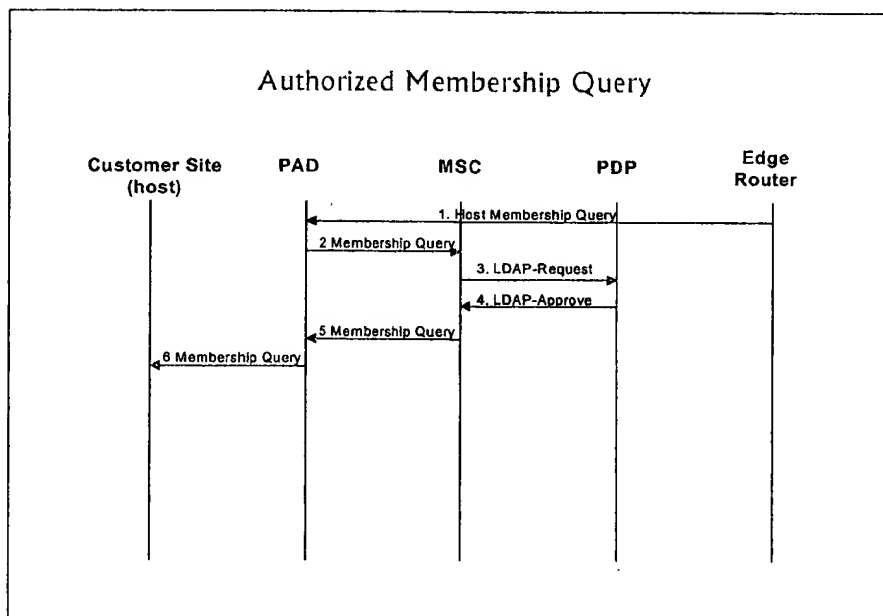 Authorized Membership Query
Customer Site
(host)
PAD
MSC
PDP
Edge
Router
1. Host Membership Query
2 Membership Query
3. LDAP-Request
4. LDAP-Approve
5 Membership Query
6 Membership Query